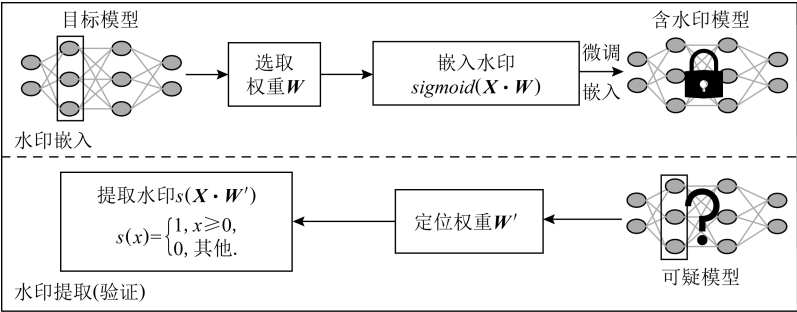 目标模型
含水印模型
选取
权重W
嵌入水印
sigmoid(X·W)
微调
嵌入
水印嵌入
提取水印s(X·W′)
s(x)={1, x≥0,
0, 其他.
定位权重W′
可疑模型
水印提取(验证)